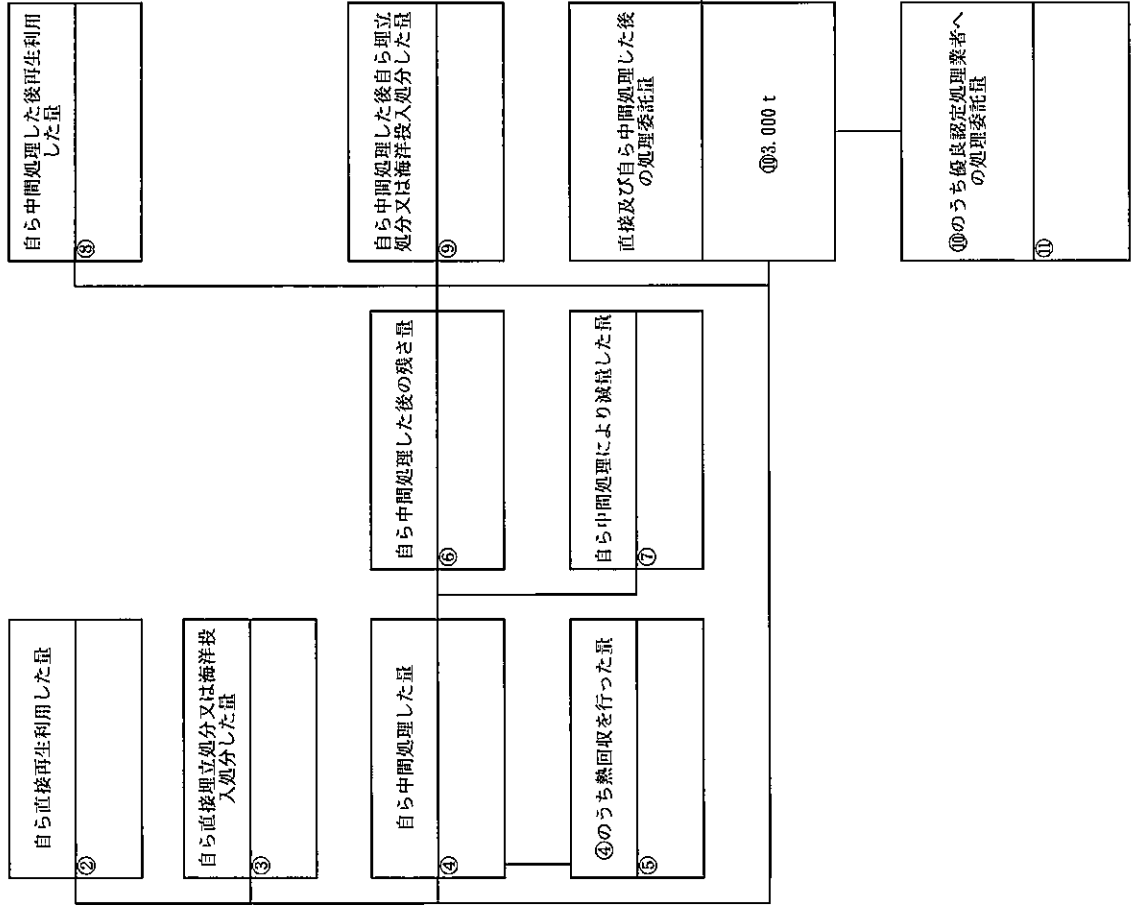 自ら直接再生利用した量
②
自ら直接埋立処分又は海洋投
入処分した量
③
自ら中間処理した量
④
④のうち熱回収を行った量
⑤
自ら中間処理した後の残さ量
⑥
自ら中間処理により減量した量
⑦
自ら中間処理した後再生利用
した量
⑧
自ら中間処理した後自ら埋立
処分又は海洋投入処分した量
⑨
直接及び自ら中間処理した後
の処理委託量
⑩3.000 t
⑩のうち優良認定処理業者へ
の処理委託量
⑪